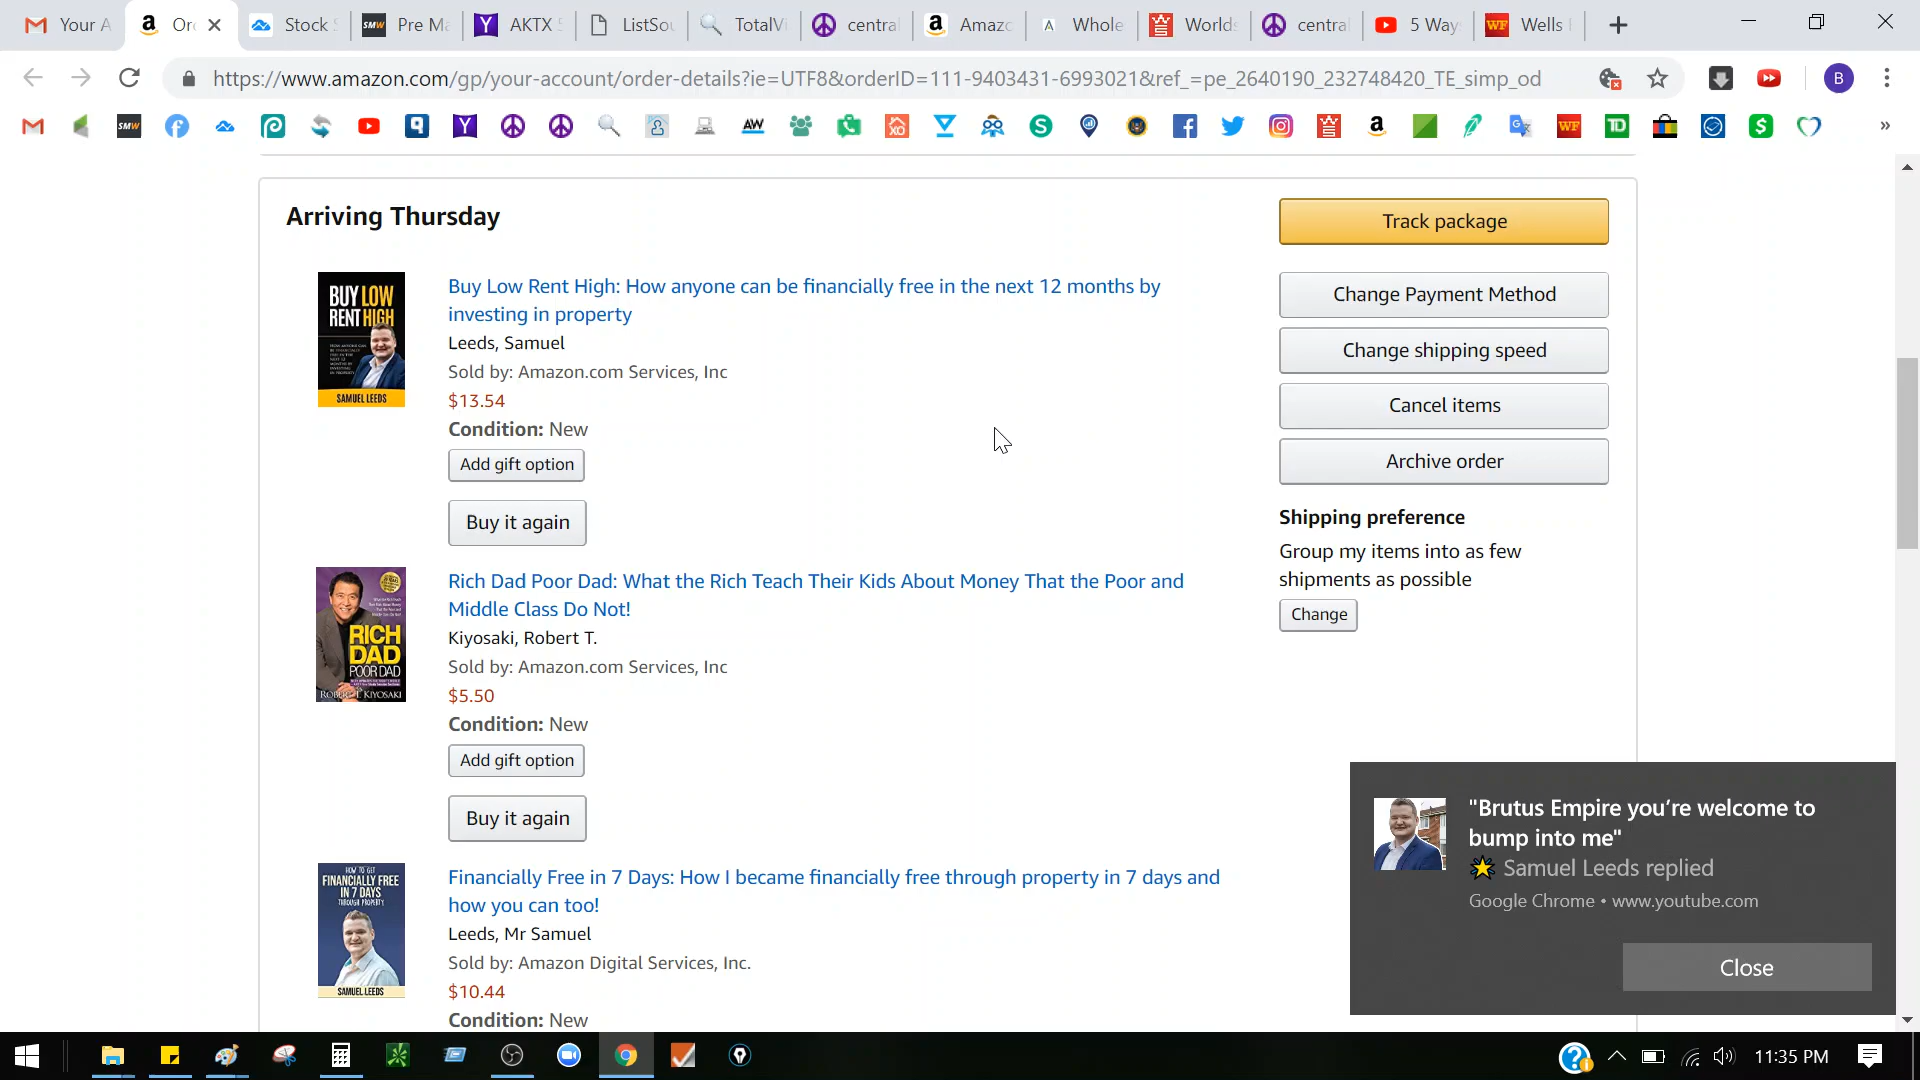 Your A
Or
Stock S
Pre Ma
AKTX S
ListSou
TotalVi
central
Amazo
Whole
Worlds
central
5 Way
Wells F
https://www.amazon.com/gp/your-account/order-details?ie=UTF8&orderID=111-9403431-6993021&ref_=pe_2640190_232748420_TE_simp_od
B
Arriving Thursday
Track package
Change Payment Method
Change shipping speed
Cancel items
Archive order
Shipping preference
Group my items into as few
shipments as possible
Change
BUY LOW
RENT HIGH
SAMUEL LEEDS
Buy Low Rent High: How anyone can be financially free in the next 12 months by
investing in property
Leeds, Samuel
Sold by: Amazon.com Services, Inc
$13.54
Condition: New
Add gift option
Buy it again
RICH
DAD
POOR DAD
ROBERT T. KIYOSAKI
Rich Dad Poor Dad: What the Rich Teach Their Kids About Money That the Poor and
Middle Class Do Not!
Kiyosaki, Robert T.
Sold by: Amazon.com Services, Inc
$5.50
Condition: New
Add gift option
Buy it again
HOW TO GET
FINANCIALLY FREE
IN 7 DAYS
THROUGH PROPERTY
SAMUEL LEEDS
Financially Free in 7 Days: How I became financially free through property in 7 days and
how you can too!
Leeds, Mr Samuel
Sold by: Amazon Digital Services, Inc.
$10.44
Condition: New
"Brutus Empire you’re welcome to
bump into me"
Samuel Leeds replied
Google Chrome • www.youtube.com
Close
11:35 PM